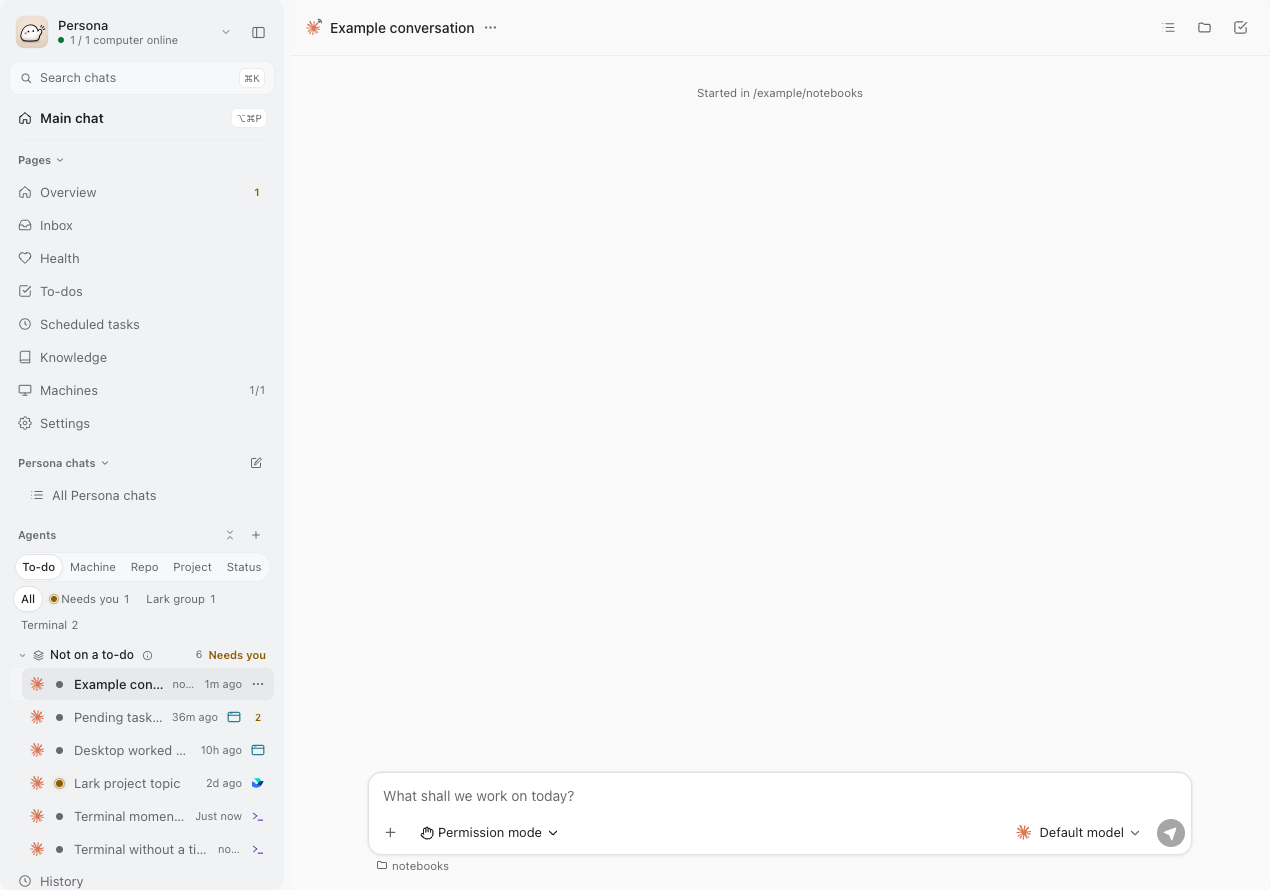 Persona
1 / 1 computer online
Search chats ⌘K
Main chat ⌥⌘P
Pages
Overview 1
Inbox
Health
To-dos
Scheduled tasks
Knowledge
Machines 1/1
Settings
Persona chats
All Persona chats
Agents
To-do Machine Repo Project Status
All Needs you 1 Lark group 1
Terminal 2
Not on a to-do 6 Needs you
Example con... no... 1m ago ···
Pending task... 36m ago 2
Desktop worked ... 10h ago
Lark project topic 2d ago
Terminal momen... Just now
Terminal without a ti... no...
History
Example conversation ···
Started in /example/notebooks
What shall we work on today?
Permission mode Default model
notebooks